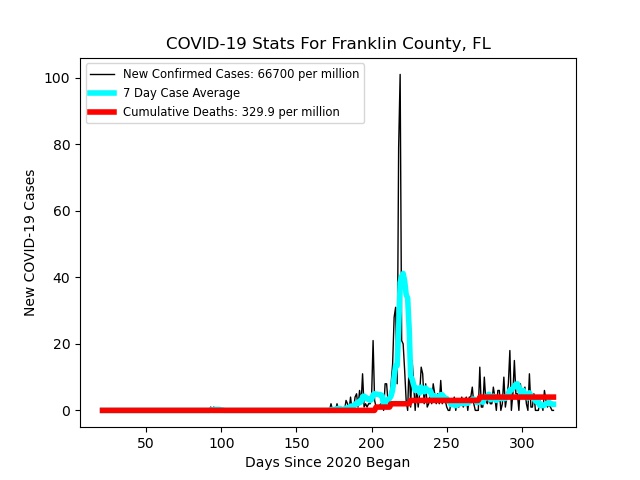 COVID-19 Stats For Franklin County, FL
New Confirmed Cases: 66700 per million
7 Day Case Average
Cumulative Deaths: 329.9 per million
New COVID-19 Cases
100
80
60
40
20
0
50 100 150 200 250 300
Days Since 2020 Began